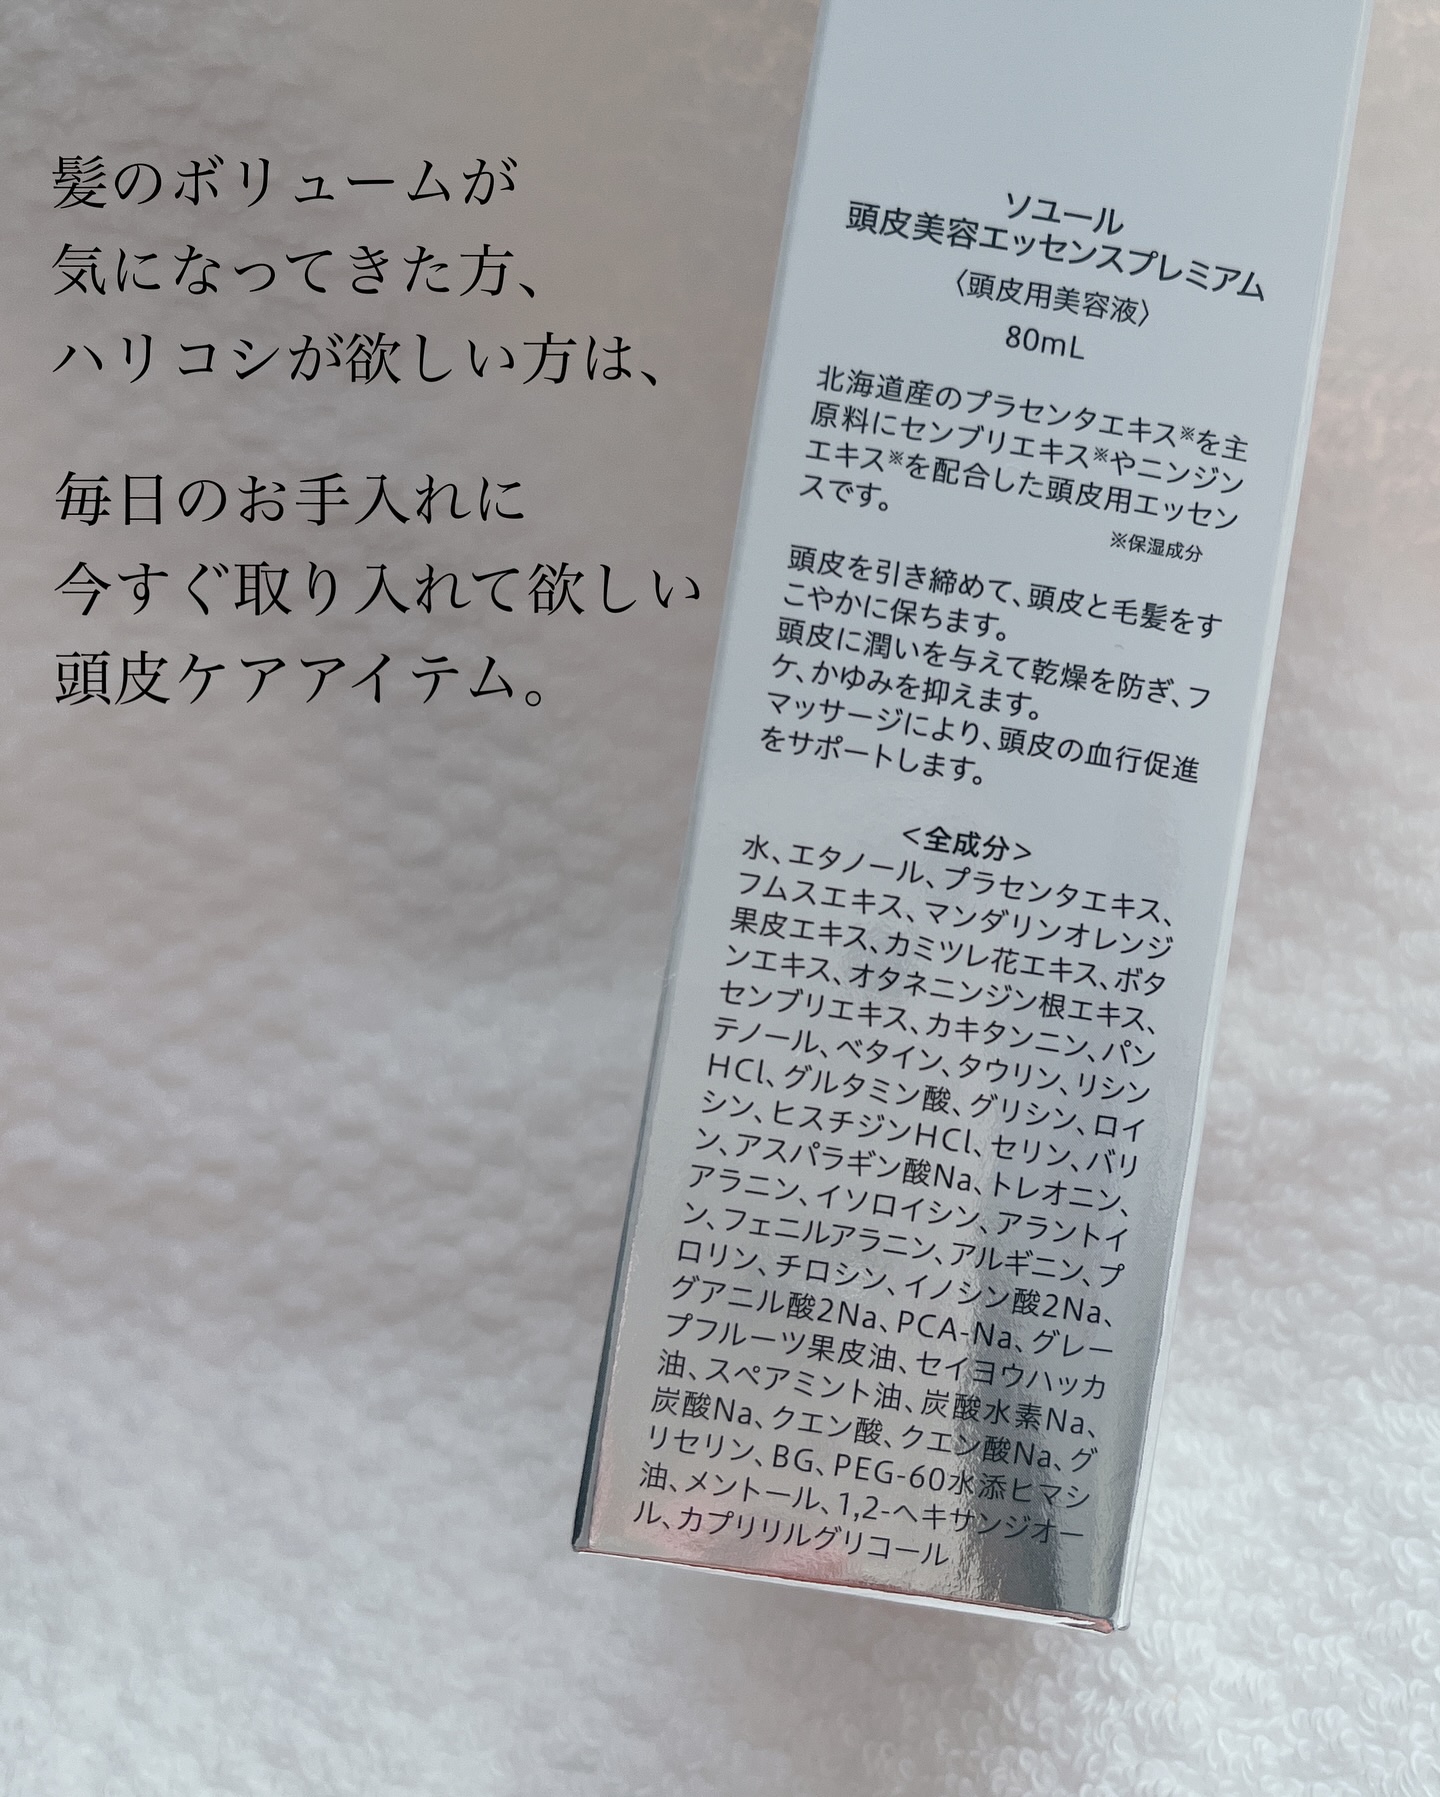 髪のボリュームが
気になってきた方、
ハリコシが欲しい方は、
毎日のお手入れに
今すぐ取り入れて欲しい
頭皮ケアアイテム。
ソユール
頭皮美容エッセンスプレミアム
〈頭皮用美容液〉
80mL
北海道産のプラセンタエキス※を主
原料にセンブリエキス※やニンジン
エキス※を配合した頭皮用エッセン
スです。
※保湿成分
頭皮を引き締めて、頭皮と毛髪をす
こやかに保ちます。
頭皮に潤いを与えて乾燥を防ぎ、フ
ケ、かゆみを抑えます。
マッサージにより、頭皮の血行促進
をサポートします。
<全成分>
水、エタノール、プラセンタエキス、
フムスエキス、マンダリンオレンジ
果皮エキス、カミツレ花エキス、ボタ
ンエキス、オタネニンジン根エキス、
センブリエキス、カキタンニン、パン
テノール、ベタイン、タウリン、リシン
HCl、グルタミン酸、グリシン、ロイ
シン、ヒスチジンHCl、セリン、バリ
ン、アスパラギン酸Na、トレオニン、
アラニン、イソロイシン、アラントイ
ン、フェニルアラニン、アルギニン、プ
ロリン、チロシン、イノシン酸2Na、
グアニル酸2Na、PCA-Na、グレー
プフルーツ果皮油、セイヨウハッカ
油、スペアミント油、炭酸水素Na、
炭酸Na、クエン酸、クエン酸Na、グ
リセリン、BG、PEG-60水添ヒマシ
油、メントール、1,2-ヘキサンジオー
ル、カプリリルグリコール